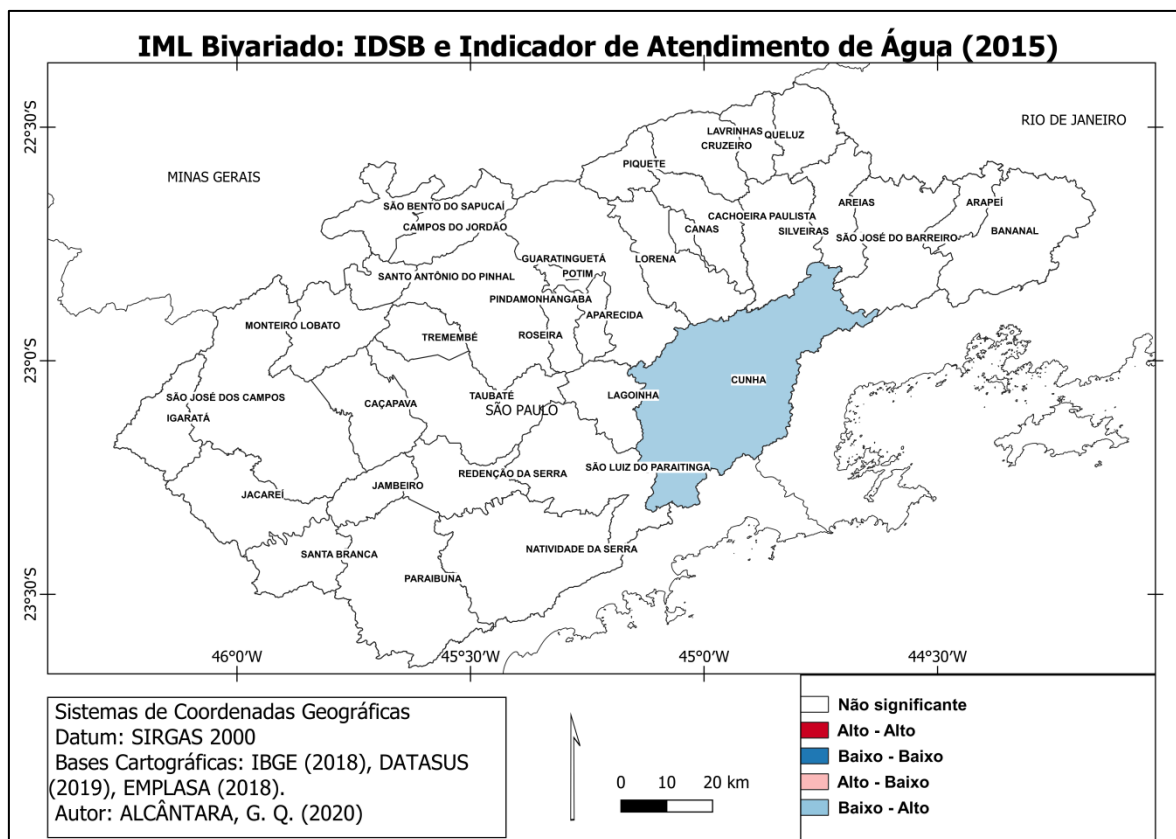 IML Bivariado: IDSB e Indicador de Atendimento de Água (2015)
22°30'S
RIO DE JANEIRO
LAVRINHAS
QUELUZ
CRUZEIRO
PIQUETE
MINAS GERAIS
SÃO BENTO DO SAPUCAÍ
AREIAS
ARAPEÍ
CACHOEIRA PAULISTA
CAMPOS DO JORDÃO
CANAS
SILVEIRAS
BANANAL
SÃO JOSÉ DO BARREIRO
GUARATINGUETÁ
LORENA
SANTO ANTÔNIO DO PINHAL
POTIM
PINDAMONHANGABA
APARECIDA
MONTEIRO LOBATO
TREMEMBÉ
ROSEIRA
23°00'S
CUNHA
SÃO JOSÉ DOS CAMPOS
CAÇAPAVA
TAUBATÉ
LAGOINHA
SÃO PAULO
IGARATÁ
SÃO LUIZ DO PARAITINGA
REDENÇÃO DA SERRA
JACAREÍ
JAMBEIRO
NATIVIDADE DA SERRA
SANTA BRANCA
PARAIBUNA
23°30'S
46°0'W
45°30'W
45°0'W
44°30'W
Sistemas de Coordenadas Geográficas
Datum: SIRGAS 2000
Bases Cartográficas: IBGE (2018), DATASUS
(2019), EMPLASA (2018).
Autor: ALCÂNTARA, G. Q. (2020)
0 10 20 km
Não significante
Alto - Alto
Baixo - Baixo
Alto - Baixo
Baixo - Alto